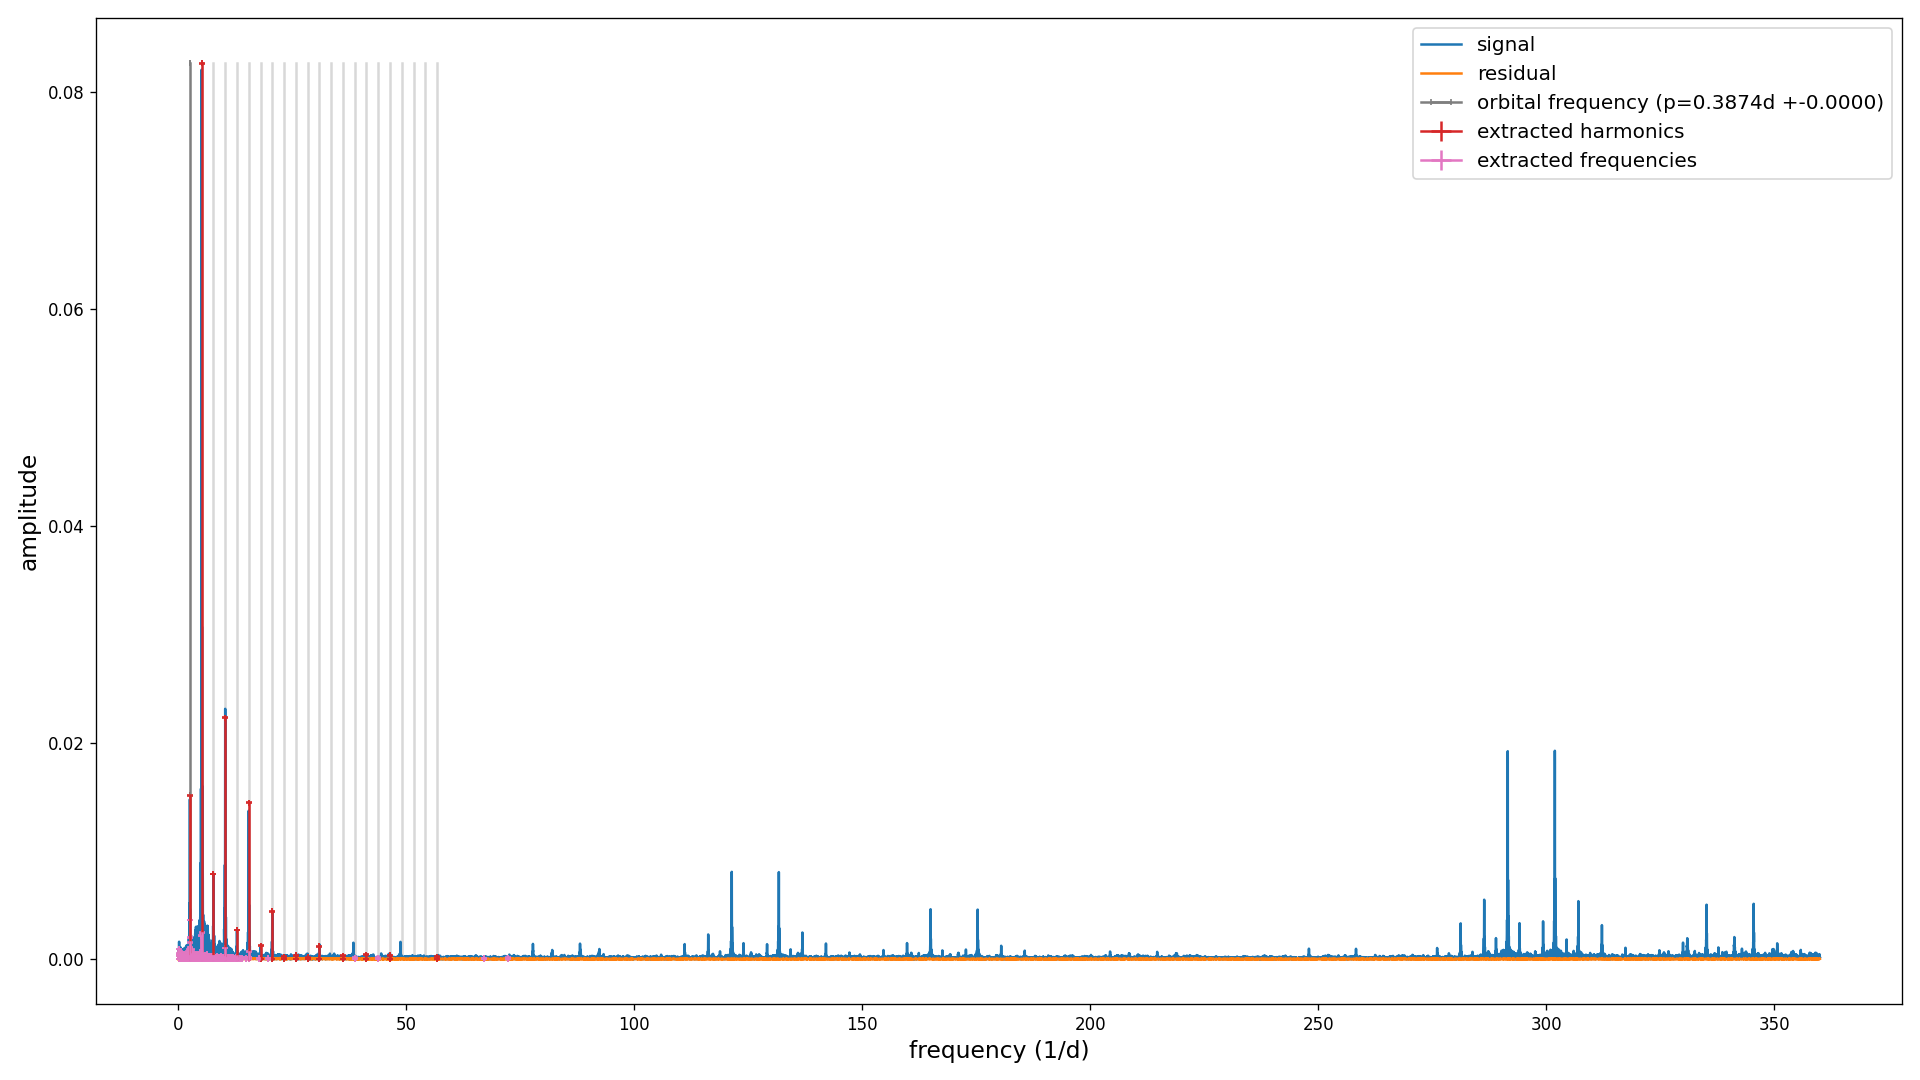 signal
residual
orbital frequency (p=0.3874d +-0.0000)
extracted harmonics
extracted frequencies
0.08
0.06
0.04
0.02
0.00
amplitude
0 50 100 150 200 250 300 350
frequency (1/d)